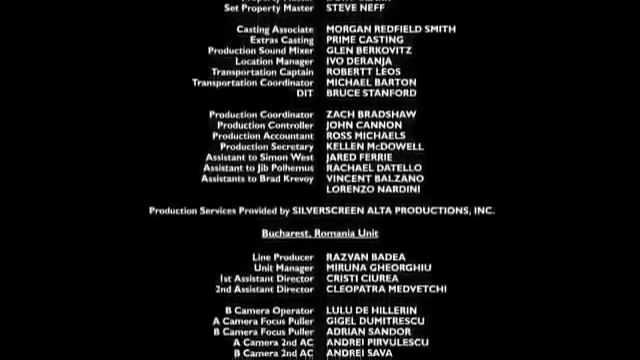 Set Property Master STEVE NEFF
Casting Associate MORGAN REDFIELD SMITH
Extras Casting PRIME CASTING
Production Sound Mixer GLEN BERKOVITZ
Location Manager IVO DERANJA
Transportation Captain ROBERTT LEOS
Transportation Coordinator MICHAEL BARTON
DIT BRUCE STANFORD
Production Coordinator ZACH BRADSHAW
Production Controller JOHN CANNON
Production Accountant ROSS MICHAELS
Production Secretary KELLEN McDOWELL
Assistant to Simon West JARED FERRIE
Assistant to Jib Polhemus RACHAEL DATELLO
Assistants to Brad Krevoy VINCENT BALZANO
LORENZO NARDINI
Production Services Provided by SILVERSCREEN ALTA PRODUCTIONS, INC.
Bucharest, Romania Unit
Line Producer RAZVAN BADEA
Unit Manager MIRUNA GHEORGHIU
1st Assistant Director CRISTI CIUREA
2nd Assistant Director CLEOPATRA MEDVETCHI
B Camera Operator LULU DE HILLERIN
A Camera Focus Puller GIGEL DUMITRESCU
B Camera Focus Puller ADRIAN SANDOR
A Camera 2nd AC ANDREI PIRVULESCU
B Camera 2nd AC ANDREI SAVA